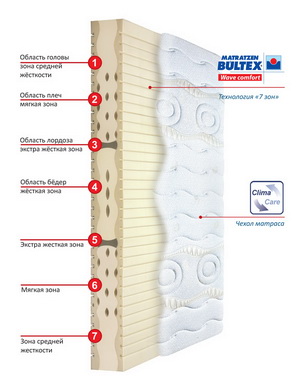 Область головы
зона средней
жёсткости
1
Область плеч
мягкая зона
2
Область лордоза
экстра жёсткая зона
3
Область бёдер
жёсткая зона
4
Экстра жесткая зона
5
Мягкая зона
6
Зона средней
жесткости
7
MATRATZEN
BULTEX
Wave comfort
Технология «7 зон»
Clima
Care
Чехол матраса